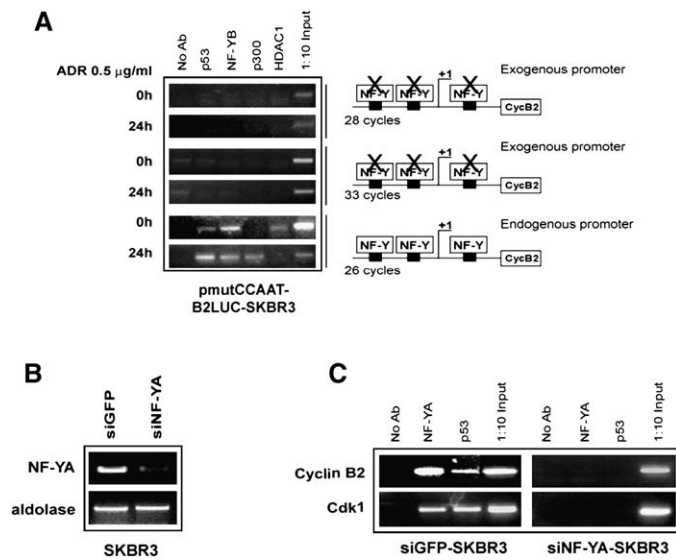 A
No Ab
p53
NF-YB
p300
HDAC1
1:10 Input
ADR 0.5 µg/ml
0h
24h
0h
24h
0h
24h
pmutCCAAT-
B2LUC-SKBR3
+1
Exogenous promoter
NF-Y NF-Y NF-Y
CycB2
28 cycles
+1
Exogenous promoter
NF-Y NF-Y NF-Y
CycB2
33 cycles
+1
Endogenous promoter
NF-Y NF-Y NF-Y
CycB2
26 cycles
B
siGFP
siNF-YA
NF-YA
aldolase
SKBR3
C
No Ab
NF-YA
p53
1:10 Input
No Ab
NF-YA
p53
1:10 Input
Cyclin B2
Cdk1
siGFP-SKBR3
siNF-YA-SKBR3